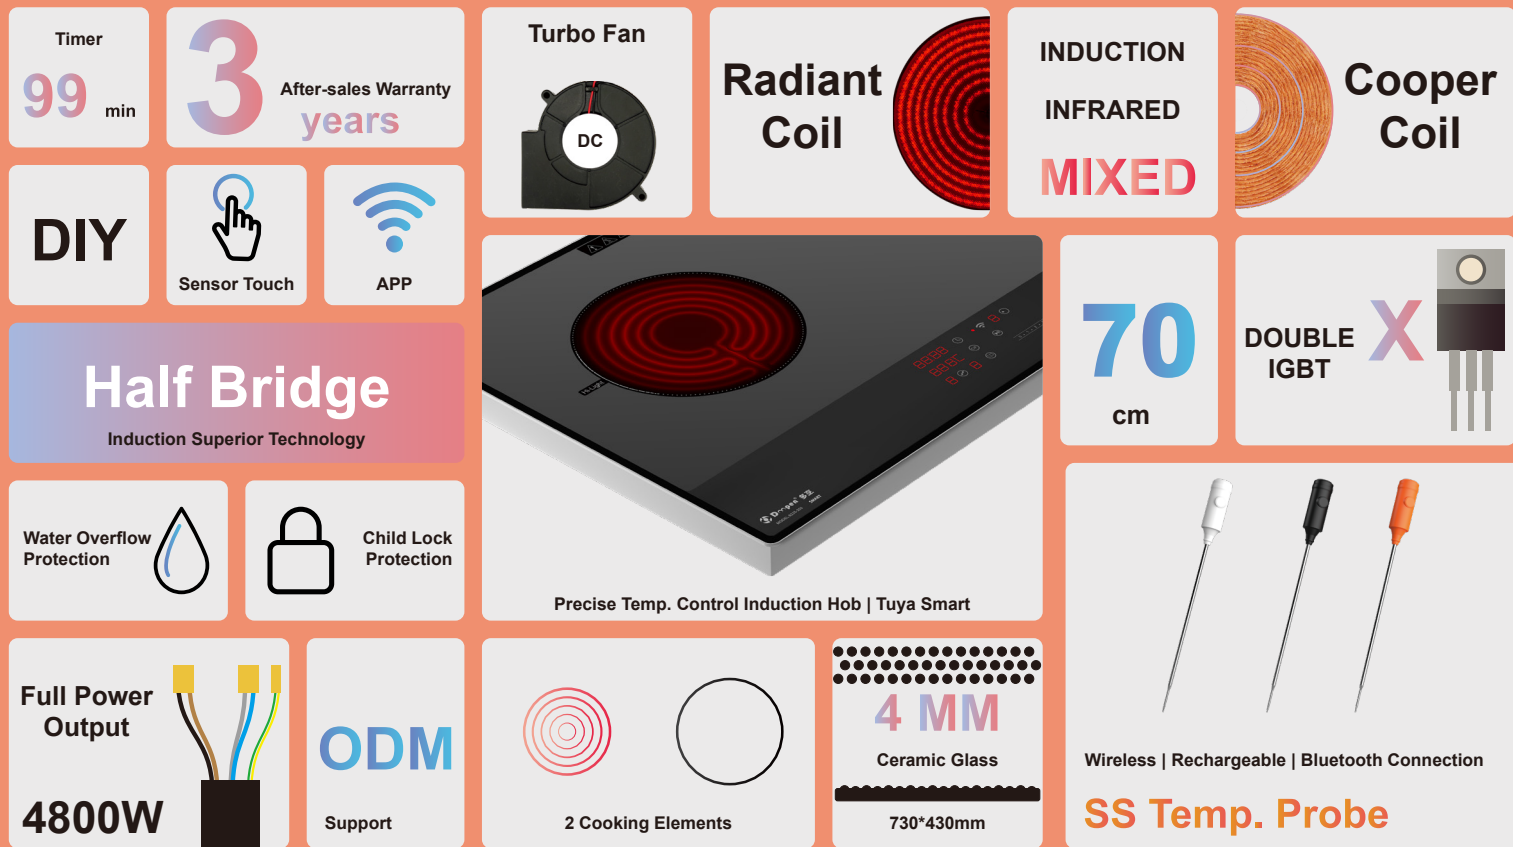 Timer
99 min
3
After-sales Warranty
years
Turbo Fan
DC
Radiant
Coil
INDUCTION
INFRARED
MIXED
Cooper
Coil
DIY
Sensor Touch
APP
Half Bridge
Induction Superior Technology
Hi-Light
SMART
Precise Temp. Control Induction Hob | Tuya Smart
70
cm
DOUBLE
IGBT
X
Water Overflow
Protection
Child Lock
Protection
Full Power
Output
4800W
ODM
Support
2 Cooking Elements
4 MM
Ceramic Glass
730*430mm
Wireless | Rechargeable | Bluetooth Connection
SS Temp. Probe